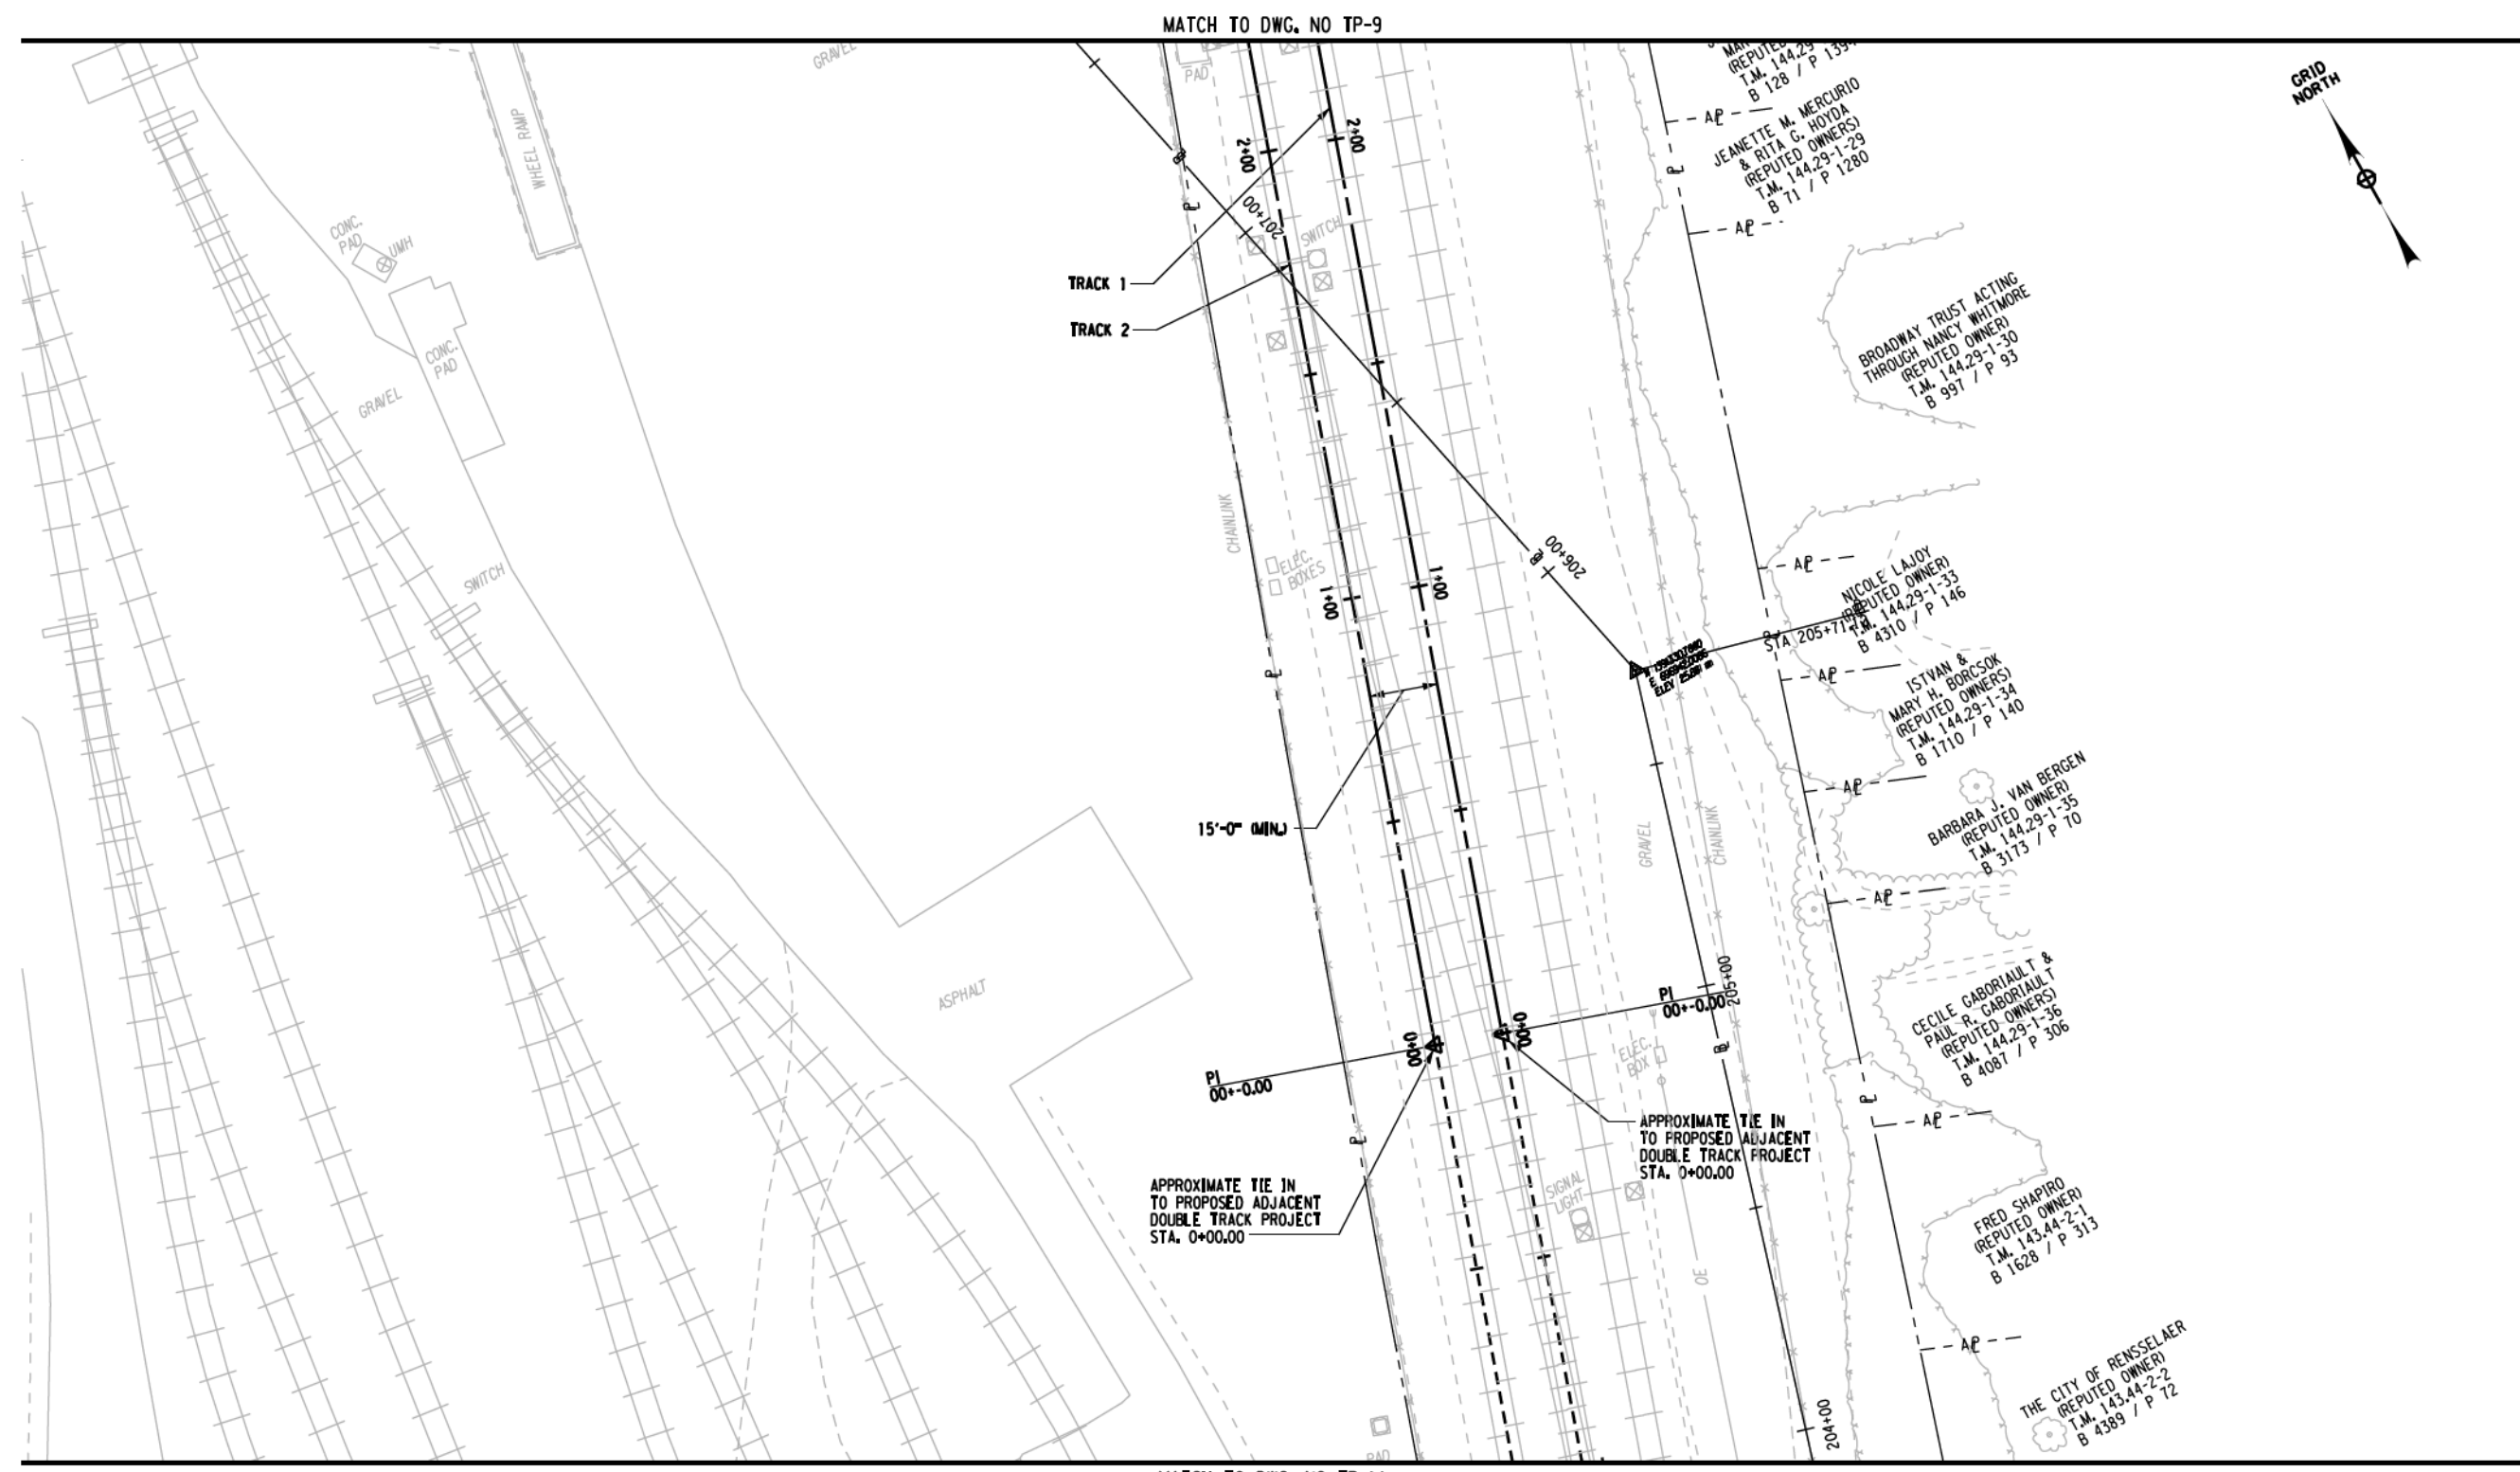 MATCH TO DWG. NO TP-9
GRAVEL
PAD
WHEEL RAMP
CONC.
PAD
UMH
CONC.
PAD
GRAVEL
SWITCH
ASPHALT
2+00
2+00
207+00
SWITCH
TRACK 1
TRACK 2
CHAINLINK
ELEC.
BOXES
1+00
1+00
206+00
15'-0" (MIN.)
PI
00+-0.00
0+00
0+00
PI
00+-0.00
205+00
GRAVEL
CHAINLINK
ELEC.
BOX
APPROXIMATE TIE IN
TO PROPOSED ADJACENT
DOUBLE TRACK PROJECT
STA. 0+00.00
APPROXIMATE TIE IN
TO PROPOSED ADJACENT
DOUBLE TRACK PROJECT
STA. 0+00.00
SIGNAL
LIGHT
OE
PAD
204+00
GRID
NORTH
(REPUTED
T.M. 144.29
B 128 / P 139
JEANETTE M. MERCURIO
& RITA G. HOYDA
(REPUTED OWNERS)
T.M. 144.29-1-29
B 71 / P 1280
BROADWAY TRUST ACTING
THROUGH NANCY WHITMORE
(REPUTED OWNER)
T.M. 144.29-1-30
B 997 / P 93
NICOLE LAJOY
(REPUTED OWNER)
T.M. 144.29-1-33
B 4310 / P 146
STA 205+71
ISTVAN &
MARY H. BORCSOK
(REPUTED OWNERS)
T.M. 144.29-1-34
B 1710 / P 140
BARBARA J. VAN BERGEN
(REPUTED OWNER)
T.M. 144.29-1-35
B 3173 / P 70
CECILE GABORIAULT &
PAUL R. GABORIAULT
(REPUTED OWNERS)
T.M. 144.29-1-36
B 4087 / P 306
FRED SHAPIRO
(REPUTED OWNER)
T.M. 143.44-2-1
B 1628 / P 313
THE CITY OF RENSSELAER
(REPUTED OWNER)
T.M. 143.44-2-2
B 4389 / P 72